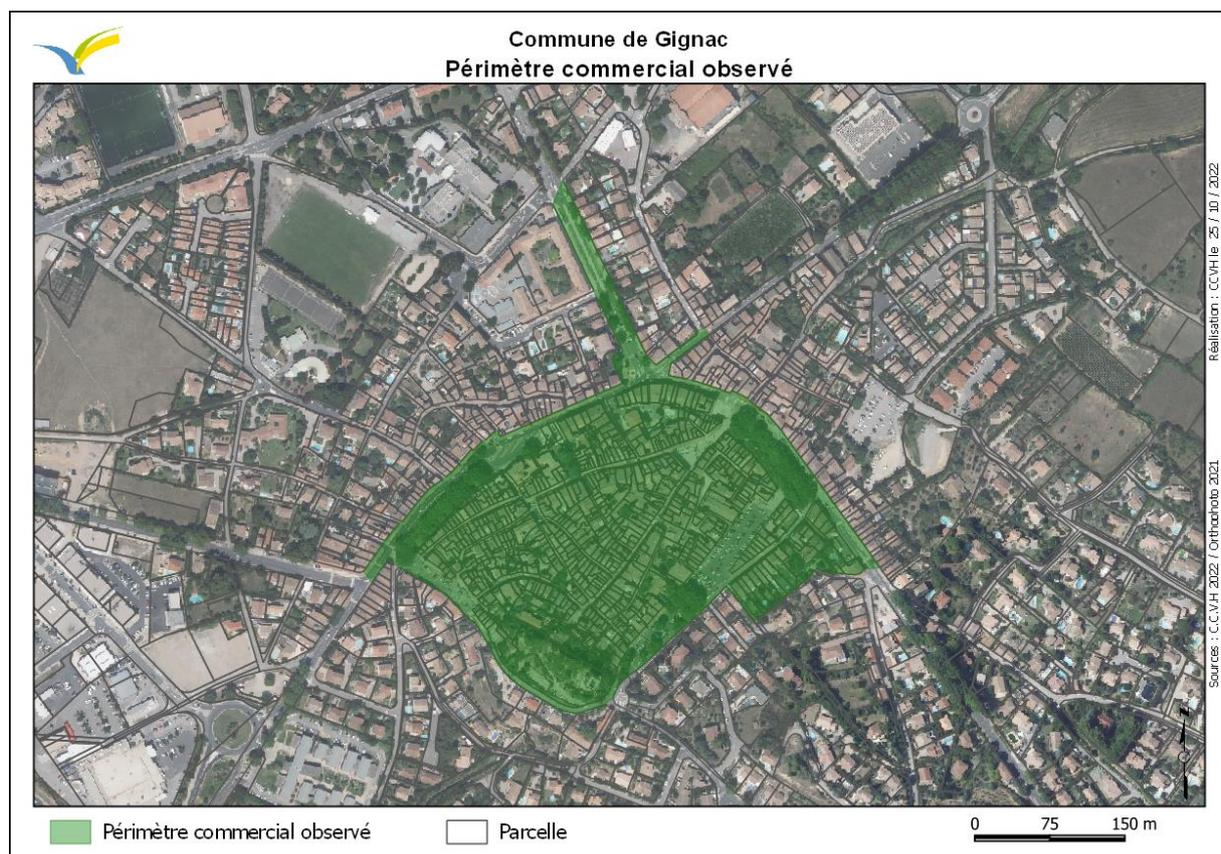 Commune de Gignac
Périmètre commercial observé
Réalisation : CCVH le 25 / 10 / 2022
Sources : C.C.V.H 2022 / Orthophoto 2021
Périmètre commercial observé
Parcelle
0 75 150 m